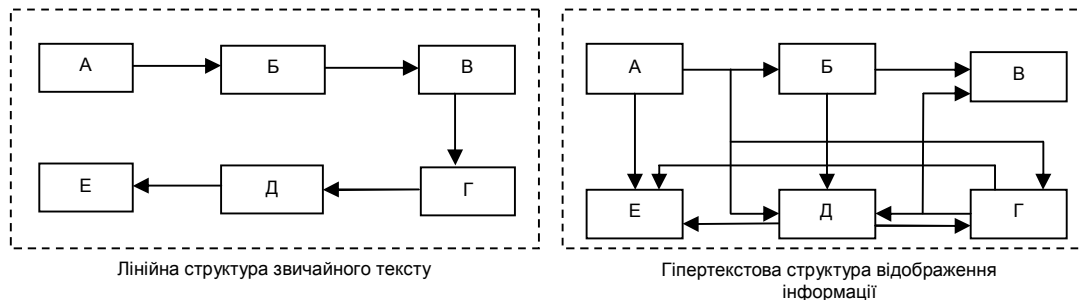 А
Б
В
Е
Д
Г
Лінійна структура звичайного тексту
А
Б
В
Е
Д
Г
Гіпертекстова структура відображення
інформації